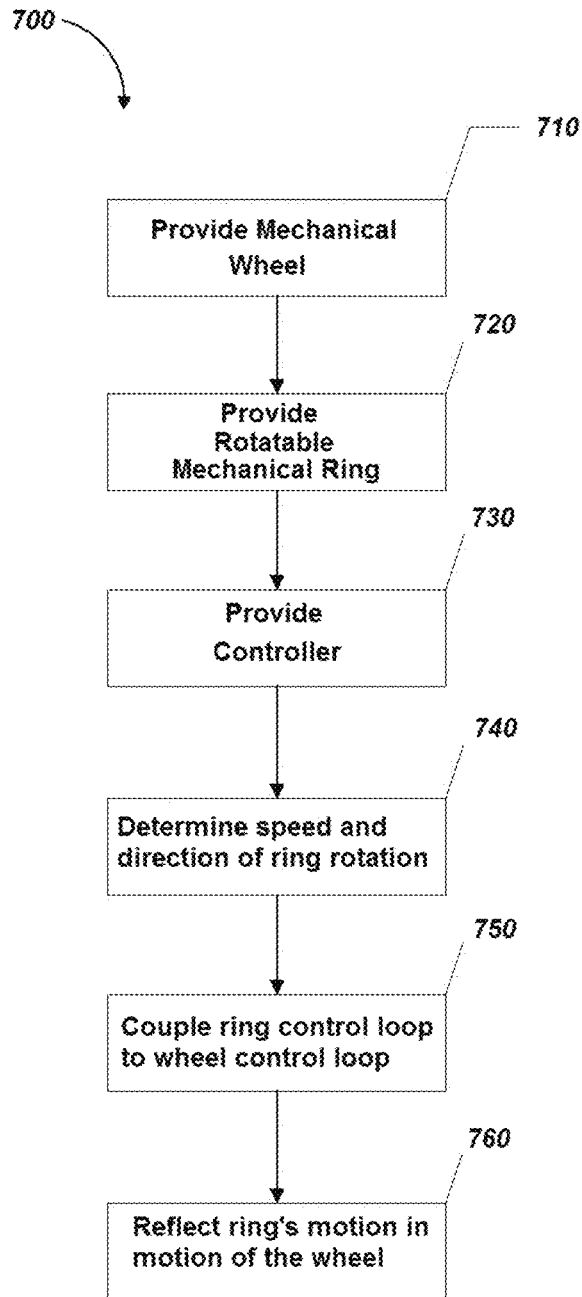 700
710
Provide Mechanical
Wheel
720
Provide
Rotatable
Mechanical Ring
730
Provide
Controller
740
Determine speed and
direction of ring rotation
750
Couple ring control loop
to wheel control loop
760
Reflect ring's motion in
motion of the wheel